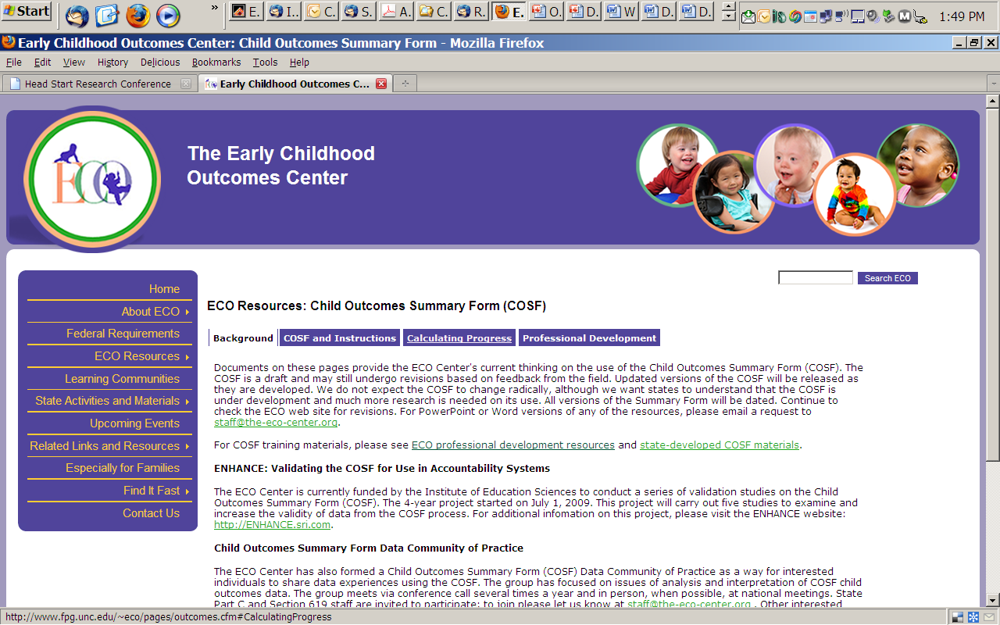 Start
»
E.
I..
C.
S.
A.
C.
R.
E.
O.
D.
W
D.
D.
1:49 PM
Early Childhood Outcomes Center: Child Outcomes Summary Form - Mozilla Firefox
File Edit View History Delicious Bookmarks Tools Help
Head Start Research Conference
Early Childhood Outcomes C...
ECO
The Early Childhood
Outcomes Center
Search ECO
Home
About ECO
Federal Requirements
ECO Resources
Learning Communities
State Activities and Materials
Upcoming Events
Related Links and Resources
Especially for Families
Find It Fast
Contact Us
ECO Resources: Child Outcomes Summary Form (COSF)
Background COSF and Instructions Calculating Progress Professional Development
Documents on these pages provide the ECO Center's current thinking on the use of the Child Outcomes Summary Form (COSF). The
COSF is a draft and may still undergo revisions based on feedback from the field. Updated versions of the COSF will be released as
they are developed. We do not expect the COSF to change radically, although we want states to understand that the COSF is
under development and much more research is needed on its use. All versions of the Summary Form will be dated. Continue to
check the ECO web site for revisions. For PowerPoint or Word versions of any of the resources, please email a request to
staff@the-eco-center.org.
For COSF training materials, please see ECO professional development resources and state-developed COSF materials.
ENHANCE: Validating the COSF for Use in Accountability Systems
The ECO Center is currently funded by the Institute of Education Sciences to conduct a series of validation studies on the Child
Outcomes Summary Form (COSF). The 4-year project started on July 1, 2009. This project will carry out five studies to examine and
increase the validity of data from the COSF process. For additional infomation on this project, please visit the ENHANCE website:
http://ENHANCE.sri.com.
Child Outcomes Summary Form Data Community of Practice
The ECO Center has also formed a Child Outcomes Summary Form (COSF) Data Community of Practice as a way for interested
individuals to share data experiences using the COSF. The group has focused on issues of analysis and interpretation of COSF child
outcomes data. The group meets via conference call several times a year and in person, when possible, at national meetings. State
Part C and Section 619 staff are invited to participate; to join please let us know at staff@the-eco-center.org . Other interested
http://www.fpg.unc.edu/~eco/pages/outcomes.cfm#CalculatingProgress